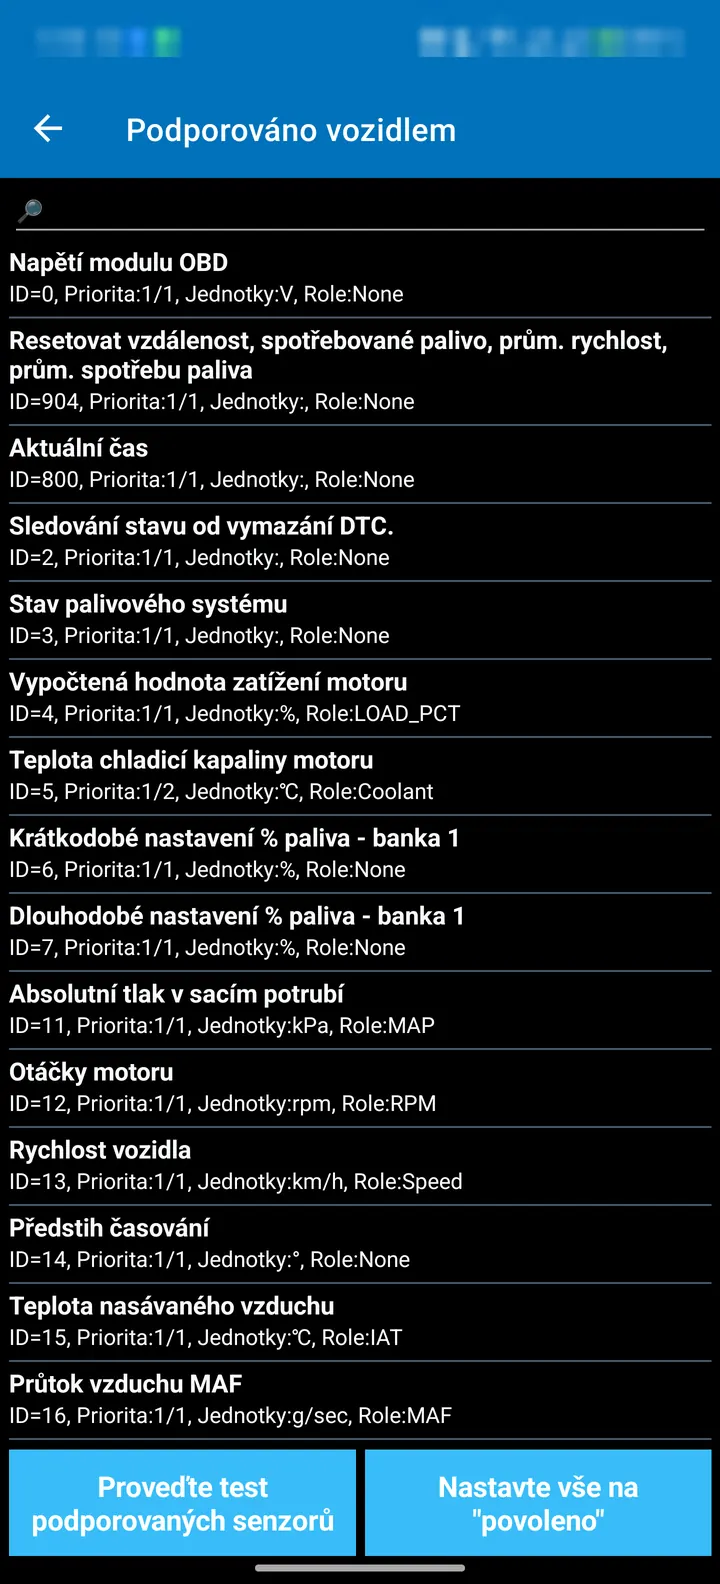 Podporováno vozidlem
Napětí modulu OBD
ID=0, Priorita:1/1, Jednotky:V, Role:None
Resetovat vzdálenost, spotřebované palivo, prům. rychlost,
prům. spotřebu paliva
ID=904, Priorita:1/1, Jednotky:, Role:None
Aktuální čas
ID=800, Priorita:1/1, Jednotky:, Role:None
Sledování stavu od vymazání DTC.
ID=2, Priorita:1/1, Jednotky:, Role:None
Stav palivového systému
ID=3, Priorita:1/1, Jednotky:, Role:None
Vypočtená hodnota zatížení motoru
ID=4, Priorita:1/1, Jednotky:%, Role:LOAD_PCT
Teplota chladicí kapaliny motoru
ID=5, Priorita:1/2, Jednotky:℃, Role:Coolant
Krátkodobé nastavení % paliva - banka 1
ID=6, Priorita:1/1, Jednotky:%, Role:None
Dlouhodobé nastavení % paliva - banka 1
ID=7, Priorita:1/1, Jednotky:%, Role:None
Absolutní tlak v sacím potrubí
ID=11, Priorita:1/1, Jednotky:kPa, Role:MAP
Otáčky motoru
ID=12, Priorita:1/1, Jednotky:rpm, Role:RPM
Rychlost vozidla
ID=13, Priorita:1/1, Jednotky:km/h, Role:Speed
Předstih časování
ID=14, Priorita:1/1, Jednotky:°, Role:None
Teplota nasávaného vzduchu
ID=15, Priorita:1/1, Jednotky:℃, Role:IAT
Průtok vzduchu MAF
ID=16, Priorita:1/1, Jednotky:g/sec, Role:MAF
Proveďte test
podporovaných senzorů
Nastavte vše na
"povoleno"